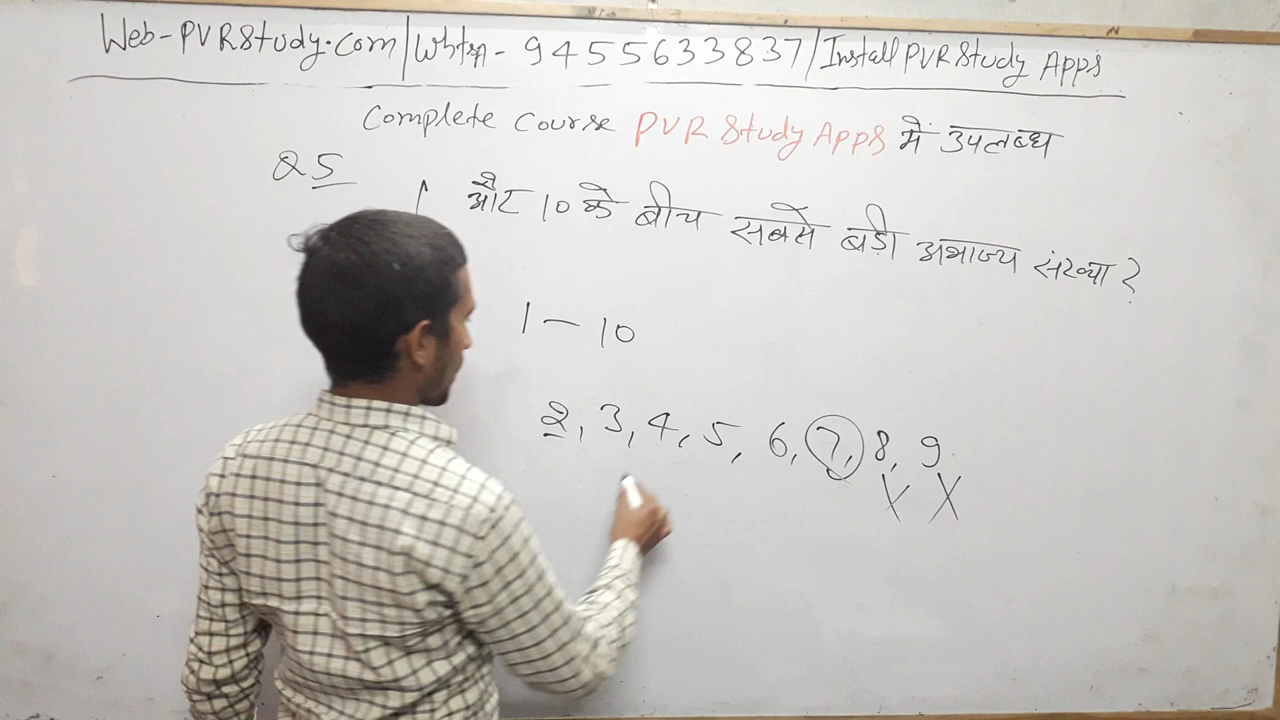 Web-PVRStudy.com/Whtsp-9455633837/Install PVR Study Apps
Complete Course PVR Study Apps में उपलब्ध
Q5
1 और 10 के बीच सबसे बड़ी अभाज्य संख्या ?
1 - 10
2, 3, 4, 5, 6, 7, 8, 9